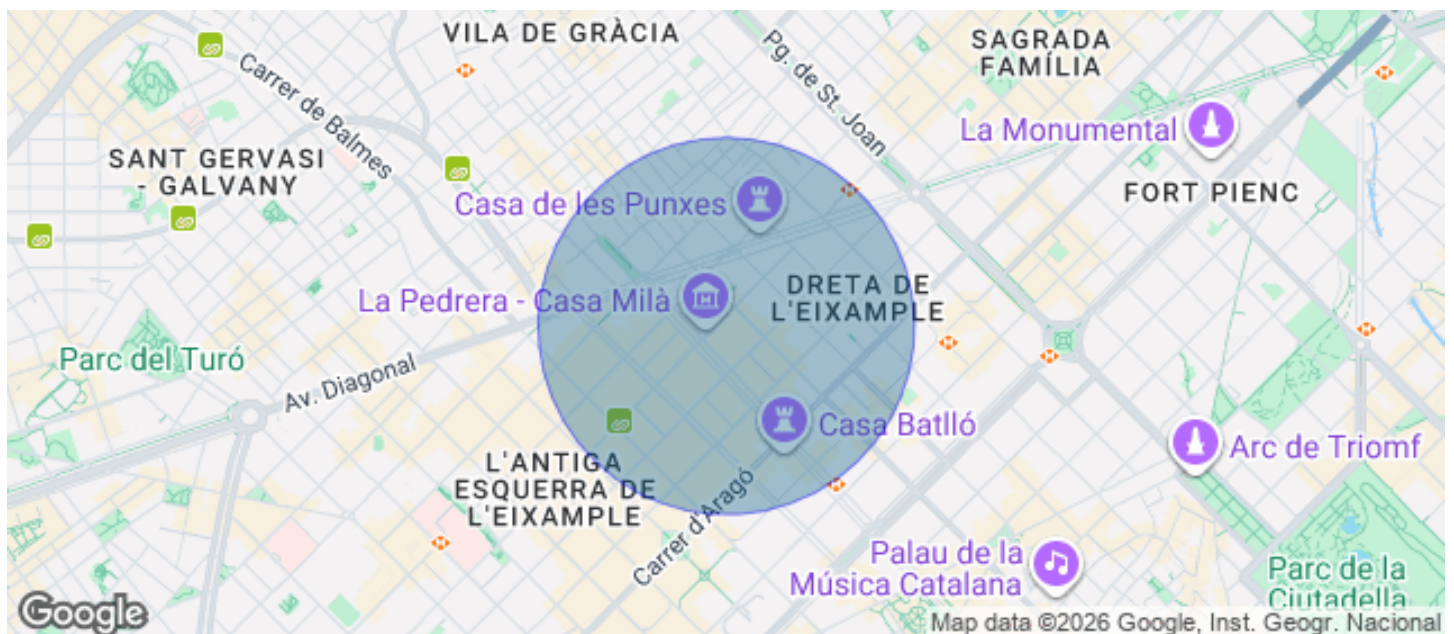 VILA DE GRÀCIA
SAGRADA
FAMÍLIA
Pg. de St. Joan
Carrer de Balmes
La Monumental
SANT GERVASI
- GALVANY
Casa de les Punxes
FORT PIENC
La Pedrera - Casa Milà
DRETA DE
L'EIXAMPLE
Parc del Turó
Av. Diagonal
Casa Batlló
Arc de Triomf
L'ANTIGA
ESQUERRA DE
L'EIXAMPLE
Carrer d'Aragó
Palau de la
Música Catalana
Parc de la
Ciutadella
Google
Map data ©2026 Google, Inst. Geogr. Nacional